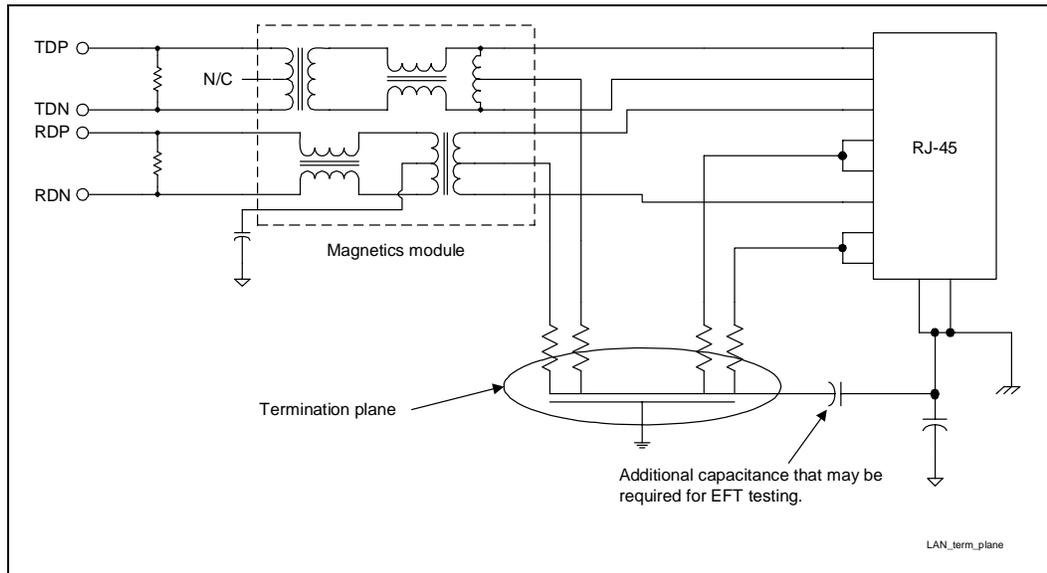 TDP
N/C
TDN
RDP
RDN
RJ-45
Magnetics module
Termination plane
Additional capacitance that may be
required for EFT testing.
LAN_term_plane